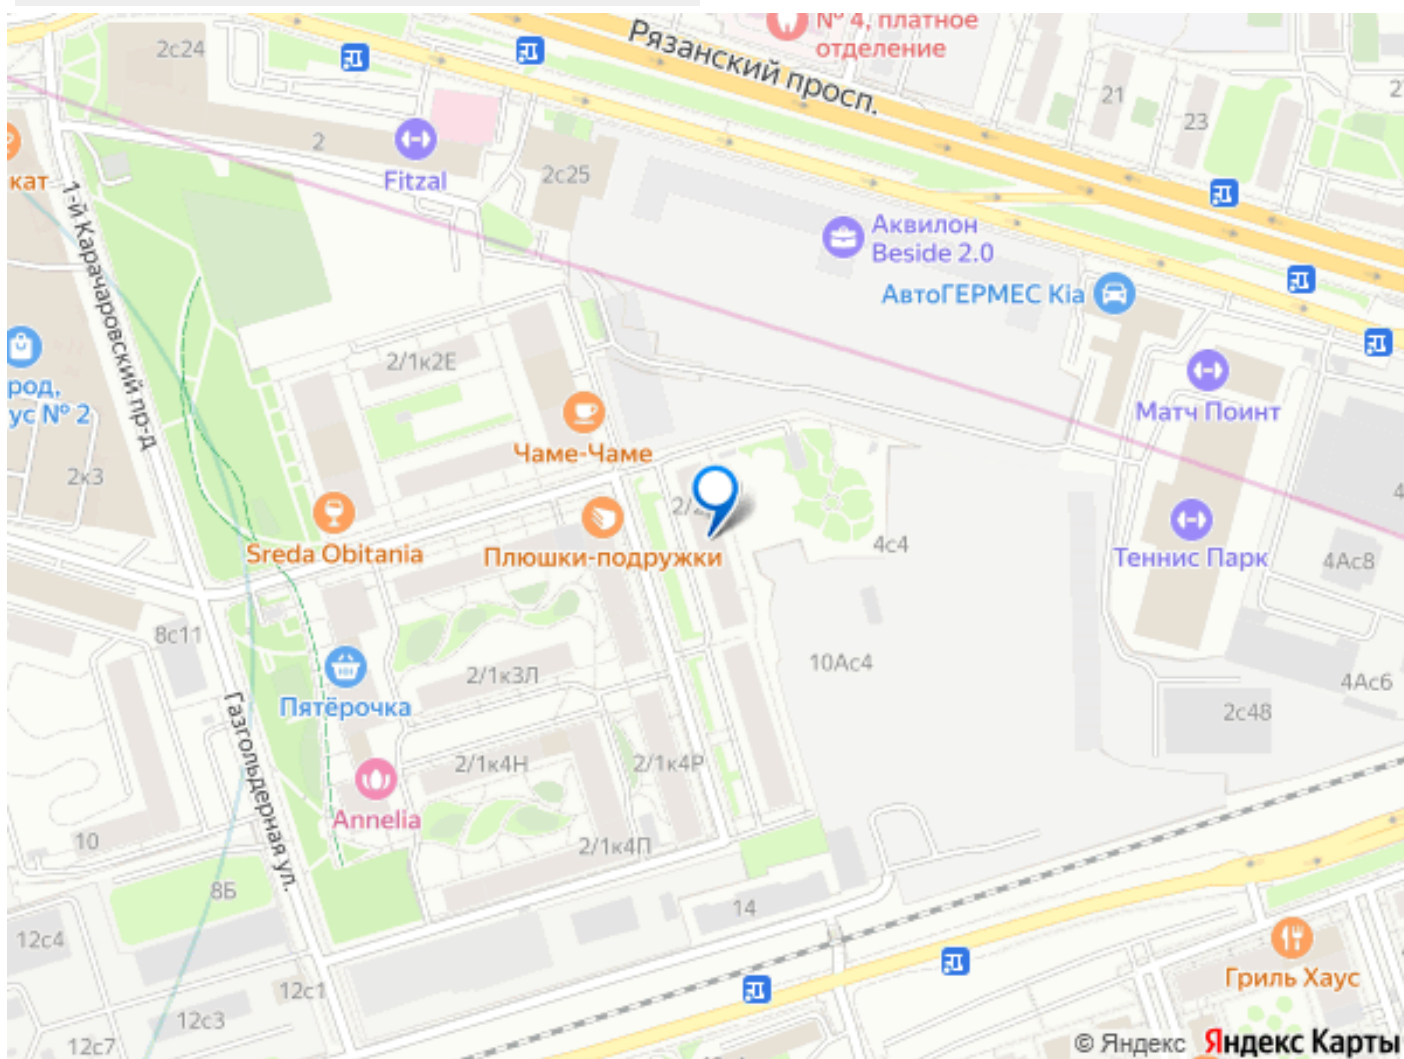 № 4, платное
отделение
Рязанский просп.
2с24
21
23
2
Fitzal
2с25
кат
1-й Карачаровский пр-д
Аквилон
Beside 2.0
АвтоГЕРМЕС Kia
2/1к2Е
род,
ус № 2
Матч Поинт
Чаме-Чаме
2к3
4
2/
Sreda Obitania
Плюшки-подружки
4с4
Теннис Парк
4Ас8
8с11
10Ас4
2/1к3Л
4Ас6
Пятёрочка
2с48
Газгольдерная ул.
2/1к4Н
2/1к4Р
Annelia
10
2/1к4П
8Б
14
12с4
Гриль Хаус
12с1
12с3
12с7
© Яндекс Яндекс Карты